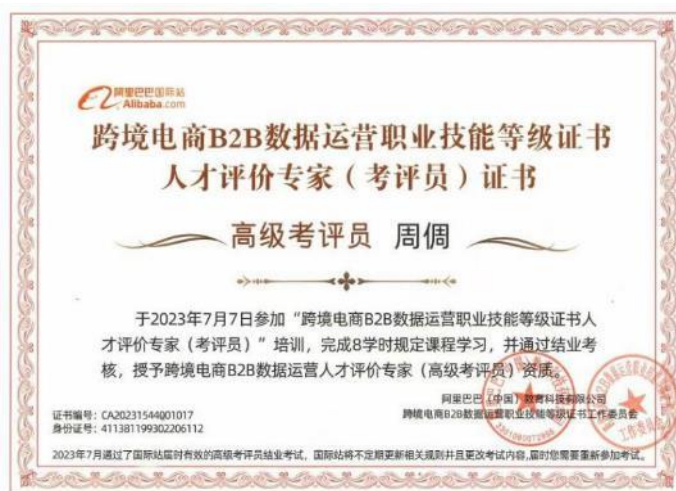 阿里巴巴国际站
Alibaba.com
跨境电商B2B数据运营职业技能等级证书
人才评价专家（考评员）证书
高级考评员 周倜
于2023年7月7日参加“跨境电商B2B数据运营职业技能等级证书人
才评价专家（考评员）”培训，完成8学时规定课程学习，并通过结业考
核，授予跨境电商B2B数据运营人才评价专家（高级考评员）资质。
阿里巴巴（中国）教育科技有限公司
证书编号：CA20231544001017
跨境电商B2B数据运营职业技能等级证书工作委员会
身份证号：411381199302206112
2023年7月通过了国际站届时有效的高级考评员结业考试，国际站将不定期更新相关规则并且更改考试内容,届时您需要重新参加考试。